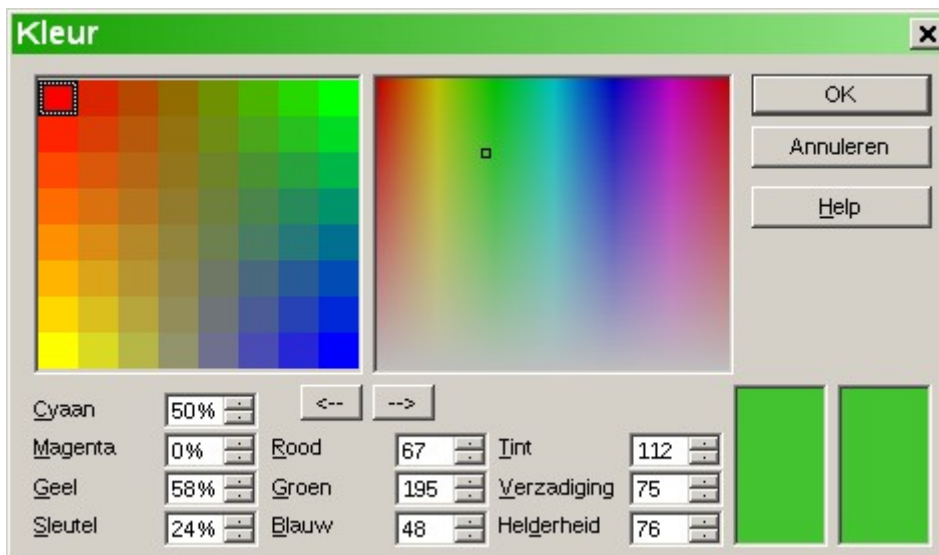 Kleur
OK
Annuleren
Help
<-- -->
Cyaan 50%
Magenta 0% Rood 67 Tint 112
Geel 58% Groen 195 Verzadiging 75
Sleutel 24% Blauw 48 Helderheid 76